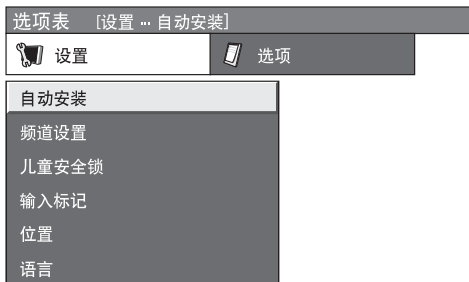 选项表 [设置 ... 自动安装]
设置 选项
自动安装
频道设置
儿童安全锁
输入标记
位置
语言